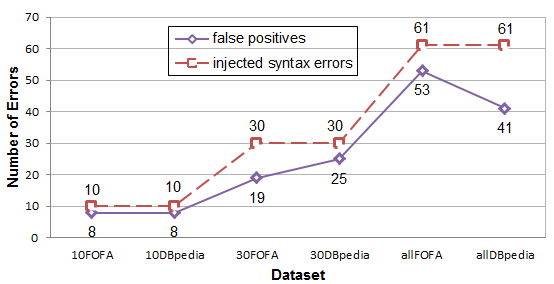 70
60
50
40
30
20
10
0
Number of Errors
false positives
injected syntax errors
10
10
30
30
61
61
8
8
19
25
53
41
10FOFA
10DBpedia
30FOFA
30DBpedia
allFOFA
allDBpedia
Dataset